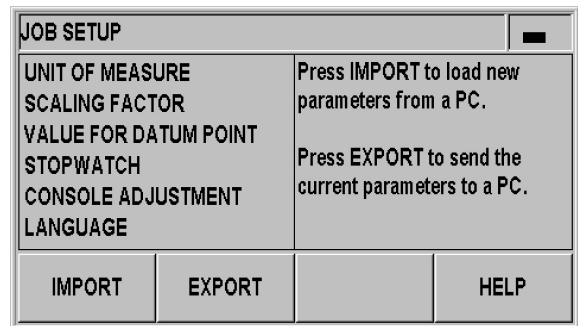 JOB SETUP
UNIT OF MEASURE
SCALING FACTOR
VALUE FOR DATUM POINT
STOPWATCH
CONSOLE ADJUSTMENT
LANGUAGE
Press IMPORT to load new
parameters from a PC.
Press EXPORT to send the
current parameters to a PC.
IMPORT
EXPORT
HELP